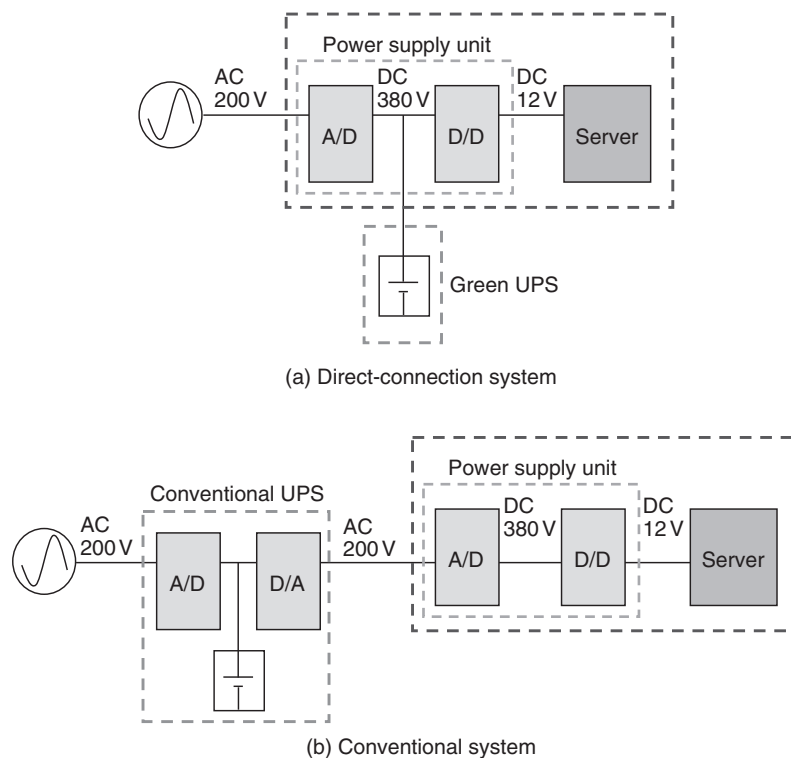 Power supply unit
AC
200 V
DC
380 V
DC
12 V
A/D
D/D
Server
Green UPS
(a) Direct-connection system
Power supply unit
Conventional UPS
AC
200 V
AC
200 V
DC
380 V
DC
12 V
A/D
D/A
A/D
D/D
Server
(b) Conventional system